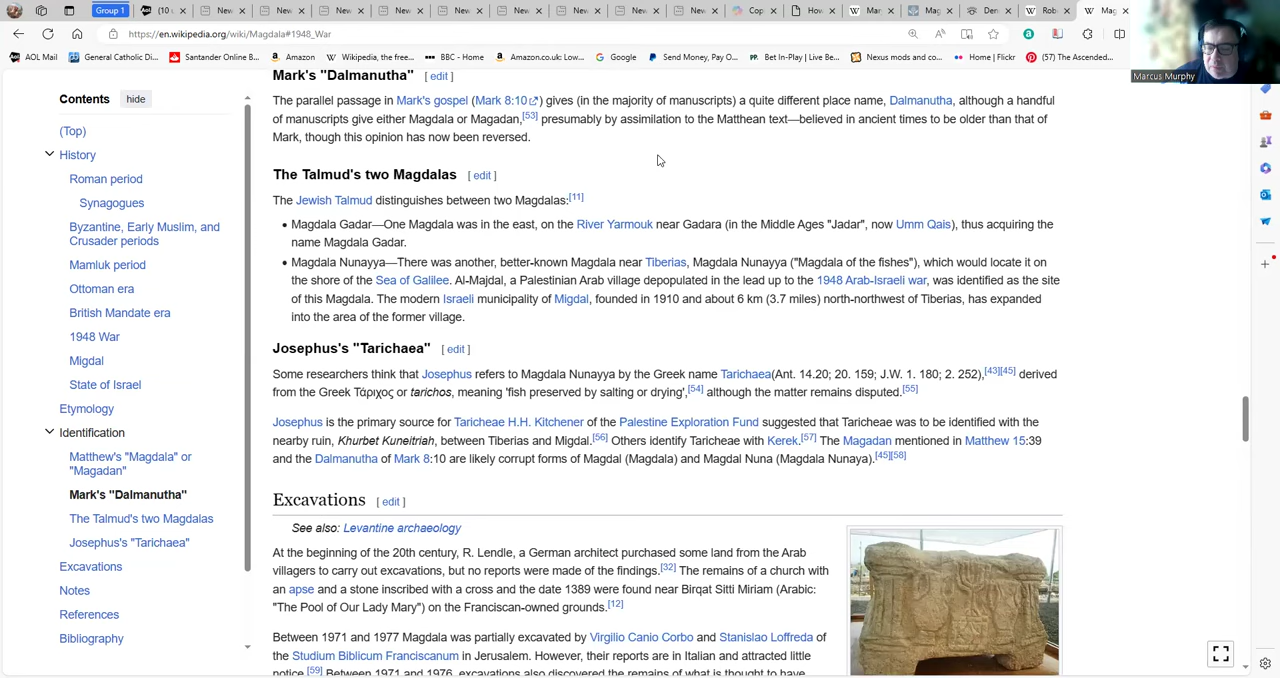 Group 1
(10
New
New
New
New
New
New
New
New
New
Cop
How
Mar
Mag
Den
Rob
Mag
https://en.wikipedia.org/wiki/Magdala#1948_War
AOL Mail
General Catholic Di...
Santander Online B...
Amazon
Wikipedia, the free...
BBC - Home
Amazon.co.uk: Low...
Google
Send Money, Pay O...
Bet In-Play | Live Be...
Nexus mods and co...
Home | Flickr
(17) The Ascended...
Marcus Murphy
Contents hide
(Top)
History
Roman period
Synagogues
Byzantine, Early Muslim, and
Crusader periods
Mamluk period
Ottoman era
British Mandate era
1948 War
Migdal
State of Israel
Etymology
Identification
Matthew's "Magdala" or
"Magadan"
Mark's "Dalmanutha"
The Talmud's two Magdalas
Josephus's "Tarichaea"
Excavations
Notes
References
Bibliography
Mark's "Dalmanutha" [ edit ]
The parallel passage in Mark's gospel (Mark 8:10) gives (in the majority of manuscripts) a quite different place name, Dalmanutha, although a handful
of manuscripts give either Magdala or Magadan,[53] presumably by assimilation to the Matthean text—believed in ancient times to be older than that of
Mark, though this opinion has now been reversed.
The Talmud's two Magdalas [ edit ]
The Jewish Talmud distinguishes between two Magdalas:[11]
• Magdala Gadar—One Magdala was in the east, on the River Yarmouk near Gadara (in the Middle Ages "Jadar", now Umm Qais), thus acquiring the
name Magdala Gadar.
• Magdala Nunayya—There was another, better-known Magdala near Tiberias, Magdala Nunayya ("Magdala of the fishes"), which would locate it on
the shore of the Sea of Galilee. Al-Majdal, a Palestinian Arab village depopulated in the lead up to the 1948 Arab-Israeli war, was identified as the site
of this Magdala. The modern Israeli municipality of Migdal, founded in 1910 and about 6 km (3.7 miles) north-northwest of Tiberias, has expanded
into the area of the former village.
Josephus's "Tarichaea" [ edit ]
Some researchers think that Josephus refers to Magdala Nunayya by the Greek name Tarichaea(Ant. 14.20; 20. 159; J.W. 1. 180; 2. 252),[43][45] derived
from the Greek Τάριχος or tarichos, meaning 'fish preserved by salting or drying',[54] although the matter remains disputed.[55]
Josephus is the primary source for Taricheae H.H. Kitchener of the Palestine Exploration Fund suggested that Taricheae was to be identified with the
nearby ruin, Khurbet Kuneitriah, between Tiberias and Migdal.[56] Others identify Taricheae with Kerek.[57] The Magadan mentioned in Matthew 15:39
and the Dalmanutha of Mark 8:10 are likely corrupt forms of Magdal (Magdala) and Magdal Nuna (Magdala Nunaya).[45][58]
Excavations [ edit ]
See also: Levantine archaeology
At the beginning of the 20th century, R. Lendle, a German architect purchased some land from the Arab
villagers to carry out excavations, but no reports were made of the findings.[32] The remains of a church with
an apse and a stone inscribed with a cross and the date 1389 were found near Birqat Sitti Miriam (Arabic:
"The Pool of Our Lady Mary") on the Franciscan-owned grounds.[12]
Between 1971 and 1977 Magdala was partially excavated by Virgilio Canio Corbo and Stanislao Loffreda of
the Studium Biblicum Franciscanum in Jerusalem. However, their reports are in Italian and attracted little
notice.[59] Between 1971 and 1976, excavations also discovered the remains of what is thought to have